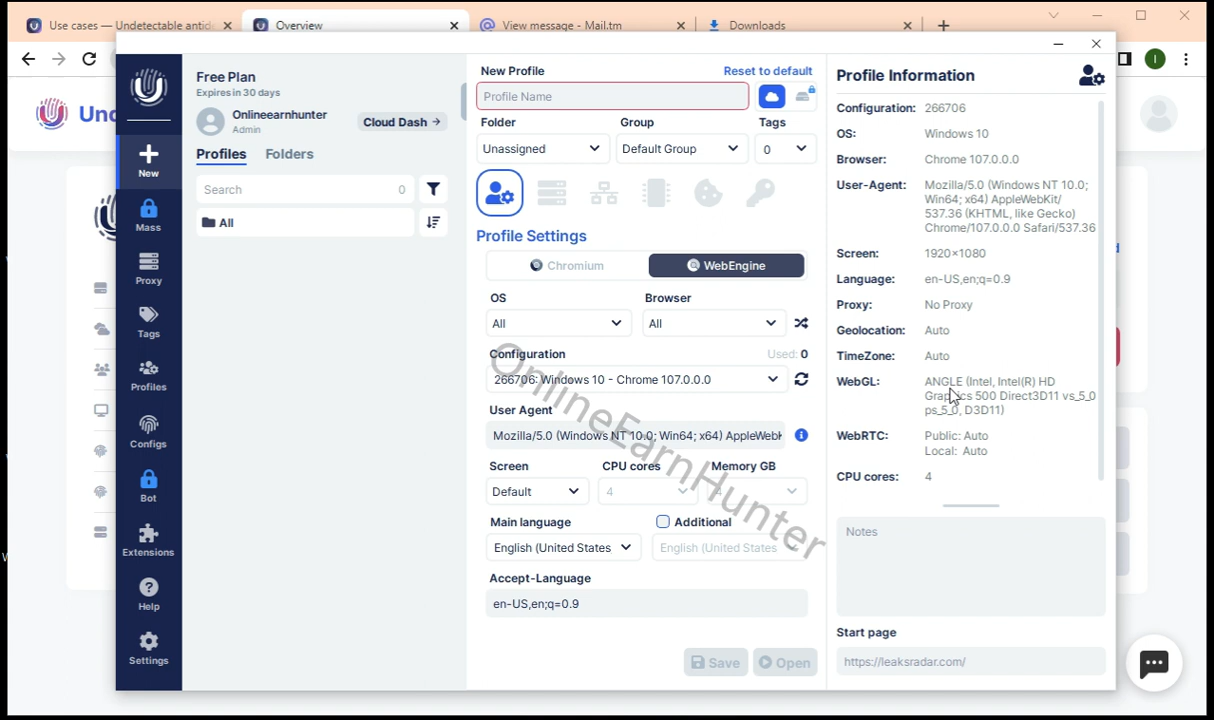 Use cases — Undetectable antide
Overview
View message - Mail.tm
Downloads
I
Free Plan
Expires in 30 days
Onlineearnhunter
Admin
Cloud Dash →
Profiles
Folders
Search
0
All
New
Mass
Proxy
Tags
Profiles
Configs
Bot
Extensions
Help
Settings
New Profile
Reset to default
Profile Name
Folder
Group
Tags
Unassigned
Default Group
0
Profile Settings
Chromium
WebEngine
OS
Browser
All
All
Configuration
Used: 0
266706: Windows 10 - Chrome 107.0.0.0
User Agent
Mozilla/5.0 (Windows NT 10.0; Win64; x64) AppleWebK
Screen
CPU cores
Memory GB
Default
4
4
Main language
Additional
English (United States
English (United States
Accept-Language
en-US,en;q=0.9
Save
Open
OnlineEarnHunter
Profile Information
Configuration: 266706
OS: Windows 10
Browser: Chrome 107.0.0.0
User-Agent: Mozilla/5.0 (Windows NT 10.0;
Win64; x64) AppleWebKit/
537.36 (KHTML, like Gecko)
Chrome/107.0.0.0 Safari/537.36
Screen: 1920×1080
Language: en-US,en;q=0.9
Proxy: No Proxy
Geolocation: Auto
TimeZone: Auto
WebGL: ANGLE (Intel, Intel(R) HD
Graphics 500 Direct3D11 vs_5_0
ps_5_0, D3D11)
WebRTC: Public: Auto
Local: Auto
CPU cores: 4
Notes
Start page
https://leaksradar.com/